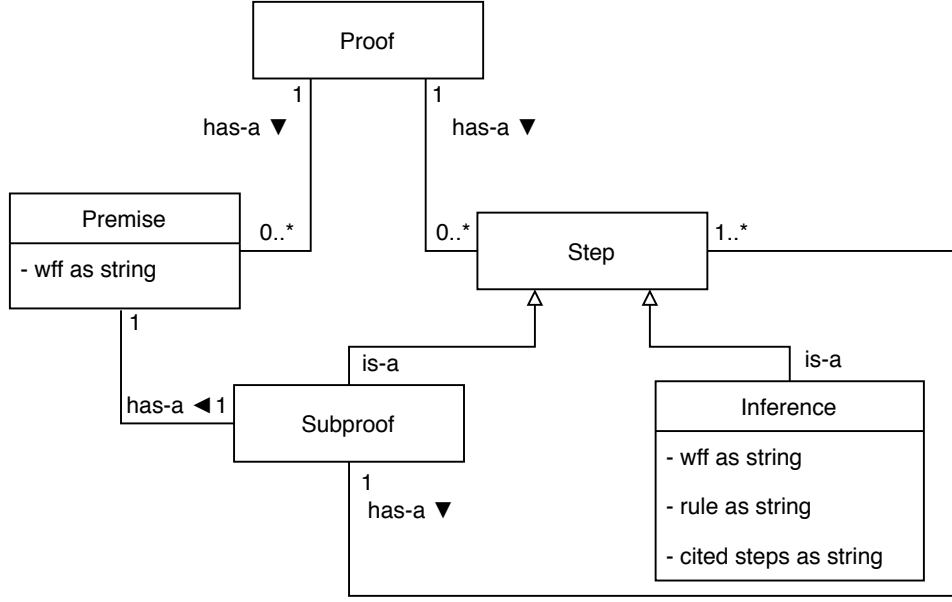 Proof
1
1
has-a ▼
has-a ▼
Premise
0..*
0..*
Step
1..*
- wff as string
1
is-a
is-a
has-a ◄ 1
Subproof
Inference
- wff as string
1
has-a ▼
- rule as string
- cited steps as string